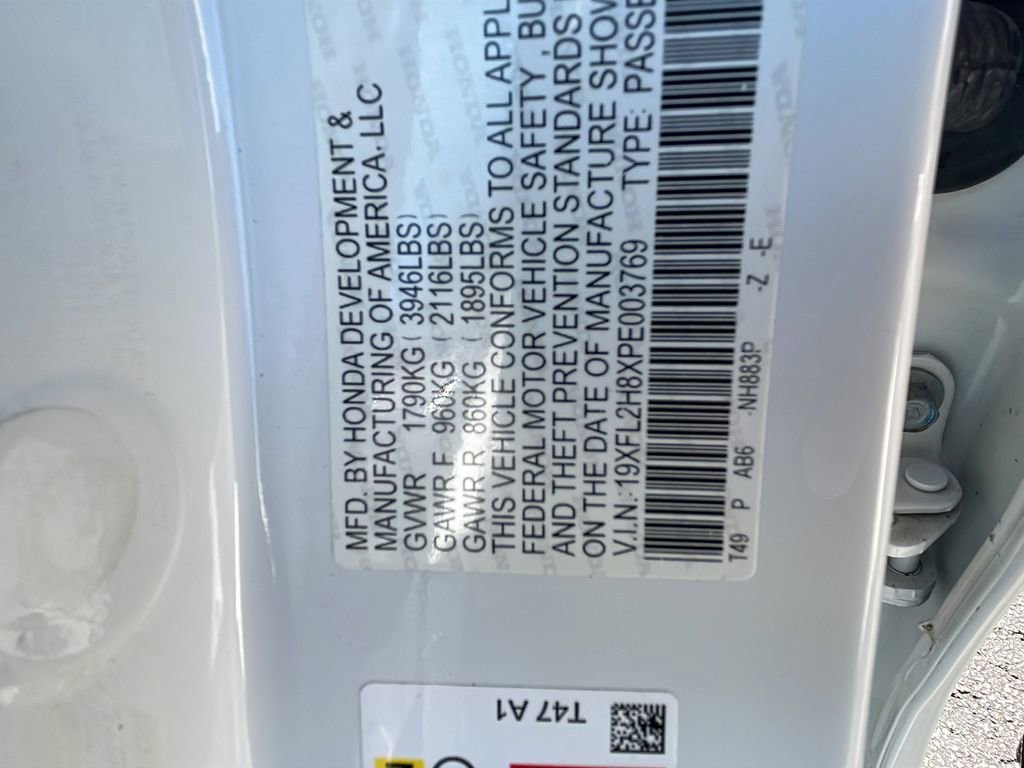 MFD. BY HONDA DEVELOPMENT &
MANUFACTURING OF AMERICA, LLC
GVWR 1790KG ( 3946LBS)
GAWR F 960KG ( 2116LBS)
GAWR R 860KG ( 1895LBS)
THIS VEHICLE CONFORMS TO ALL APPL
FEDERAL MOTOR VEHICLE SAFETY , BU
AND THEFT PREVENTION STANDARDS
ON THE DATE OF MANUFACTURE SHOW
V.I.N: 19XFL2H8XPE003769 TYPE: PASSE
T49 P AB6 -NH883P -Z -E
T47 A1